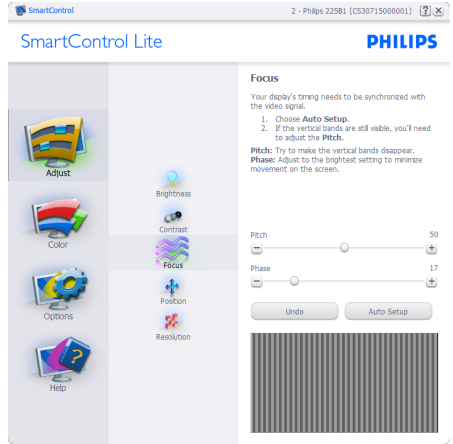 SmartControl
2 - Philips 225B1 (CS30715000001)
?
SmartControl Lite
PHILIPS
Adjust
Color
Options
Help
Brightness
Contrast
Focus
Position
Resolution
Focus
Your display's timing need to be synchronized with
the video signal.
1. Choose Auto Setup.
2. If the vertical bands are still visible, you'll need
to adjust the Pitch.
Pitch: Try to make the vertical bands disappear.
Phase: Adjust to the brightest setting to minimize
movement on the screen.
Pitch 50
Phase 17
Undo Auto Setup